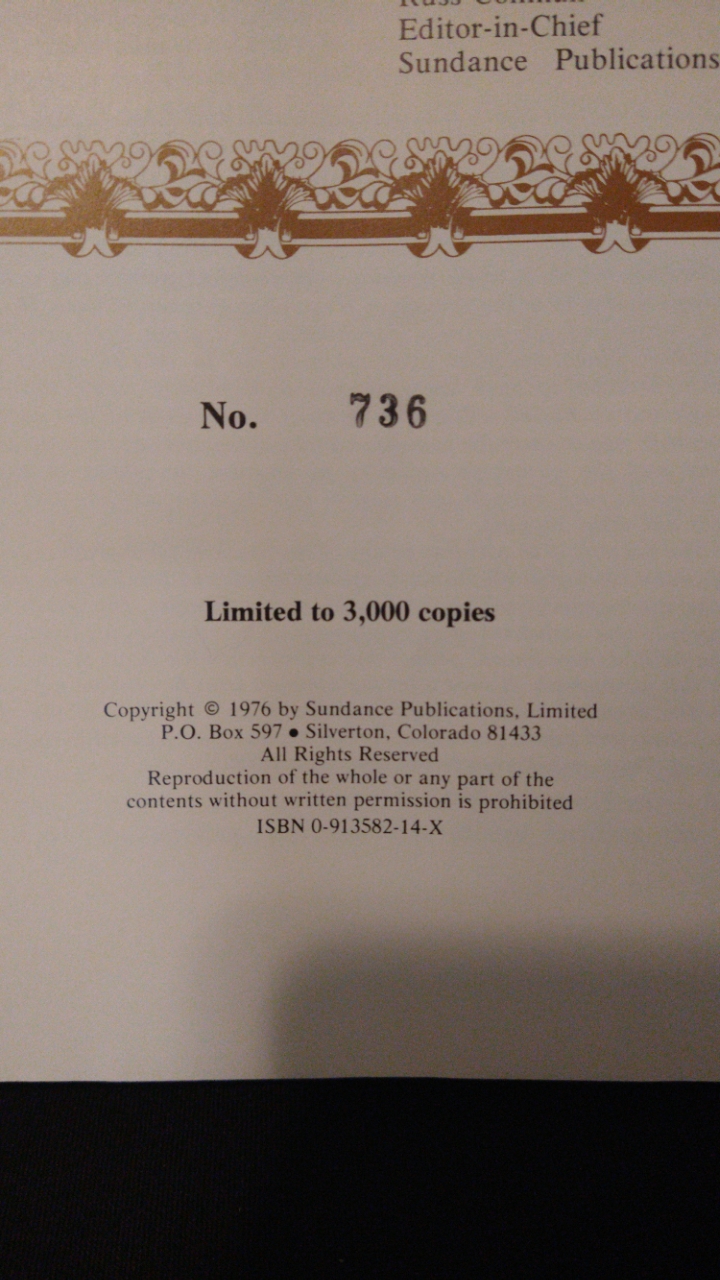 Editor-in-Chief
Sundance Publications
No. 736
Limited to 3,000 copies
Copyright © 1976 by Sundance Publications, Limited
P.O. Box 597 ● Silverton, Colorado 81433
All Rights Reserved
Reproduction of the whole or any part of the
contents without written permission is prohibited
ISBN 0-913582-14-X